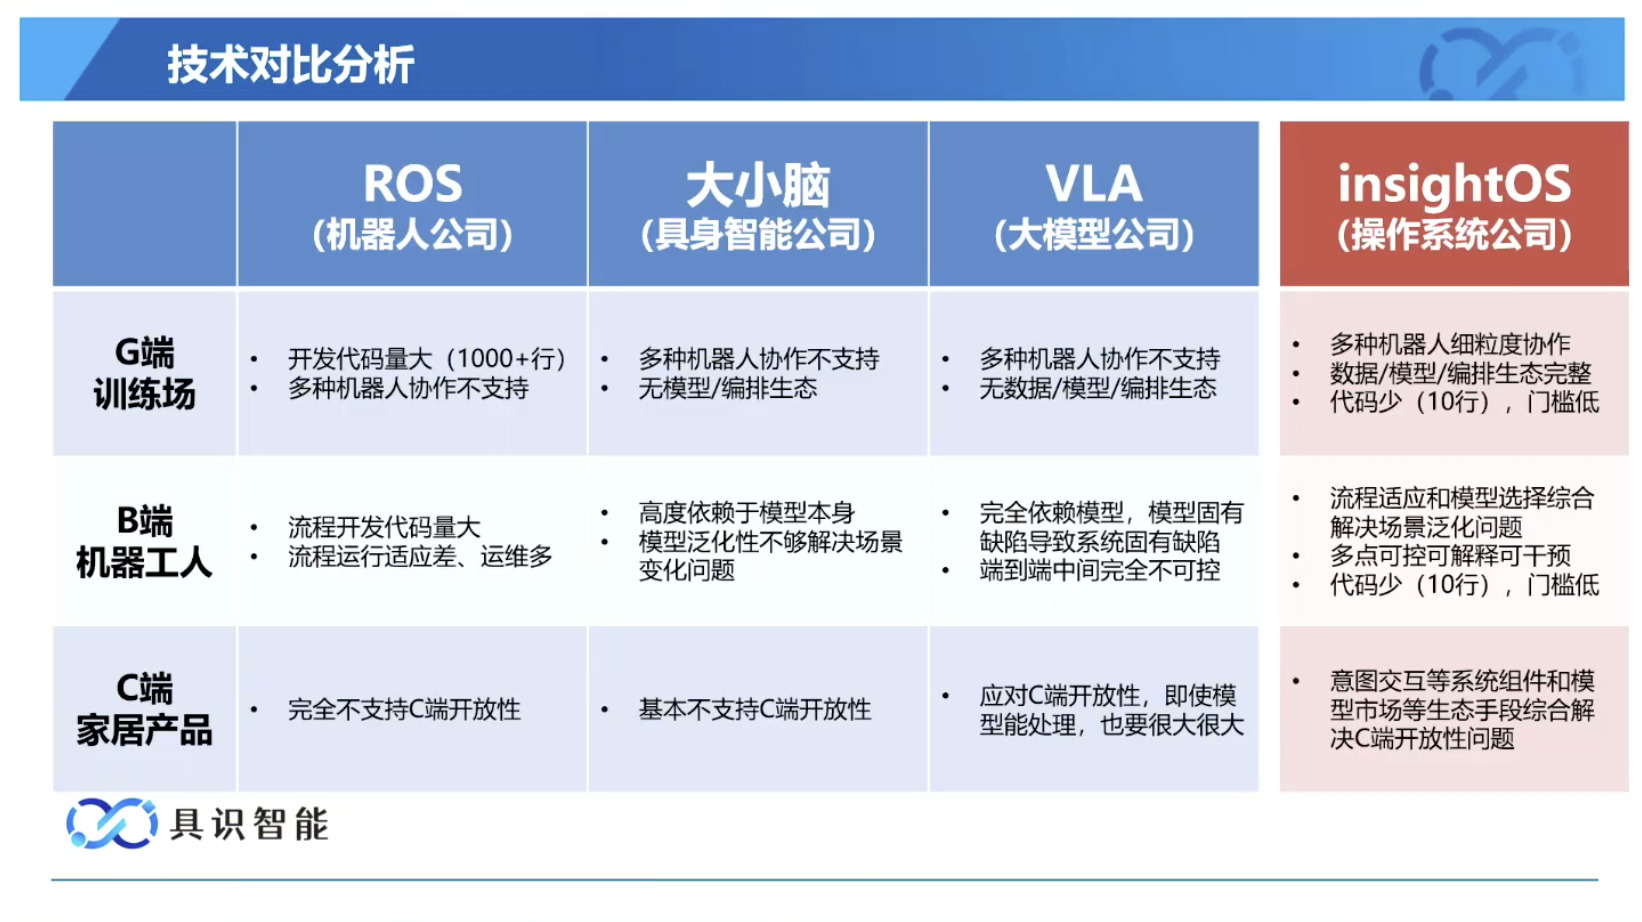 技术对比分析
ROS
（机器人公司）
大小脑
（具身智能公司）
VLA
（大模型公司）
insightOS
（操作系统公司）
G端
训练场
• 开发代码量大（1000+行）
• 多种机器人协作不支持
• 多种机器人协作不支持
• 无模型/编排生态
• 多种机器人协作不支持
• 无数据/模型/编排生态
• 多种机器人细粒度协作
• 数据/模型/编排生态完整
• 代码少（10行），门槛低
B端
机器工人
• 流程开发代码量大
• 流程运行适应差、运维多
• 高度依赖于模型本身
• 模型泛化性不够解决场景
变化问题
• 完全依赖模型，模型固有
缺陷导致系统固有缺陷
• 端到端中间完全不可控
• 流程适应和模型选择综合
解决场景泛化问题
• 多点可控可解释可干预
• 代码少（10行），门槛低
C端
家居产品
• 完全不支持C端开放性
• 基本不支持C端开放性
• 应对C端开放性，即使模
型能处理，也要很大很大
• 意图交互等系统组件和模
型市场等生态手段综合解
决C端开放性问题
具识智能